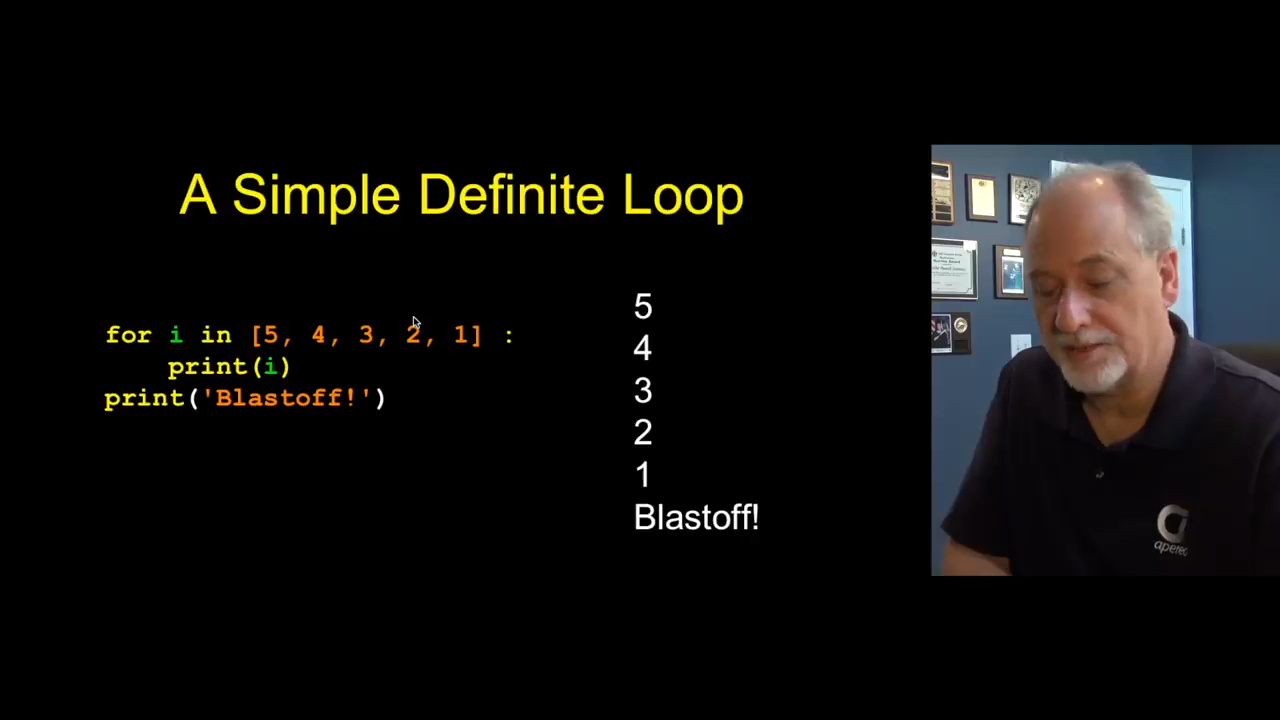 A Simple Definite Loop
for i in [5, 4, 3, 2, 1] :
    print(i)
print('Blastoff!')
5
4
3
2
1
Blastoff!